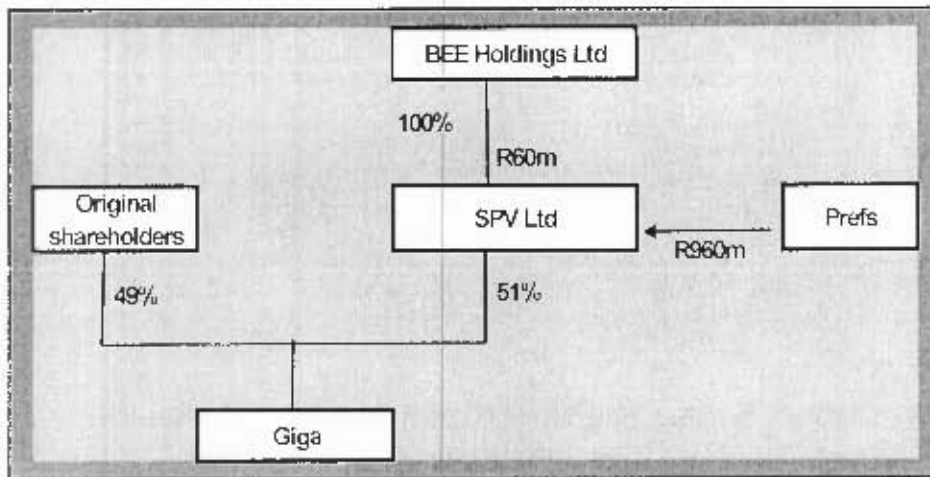 BEE Holdings Ltd
100%
R60m
Original
shareholders
SPV Ltd
Prefs
R960m
49%
51%
Giga